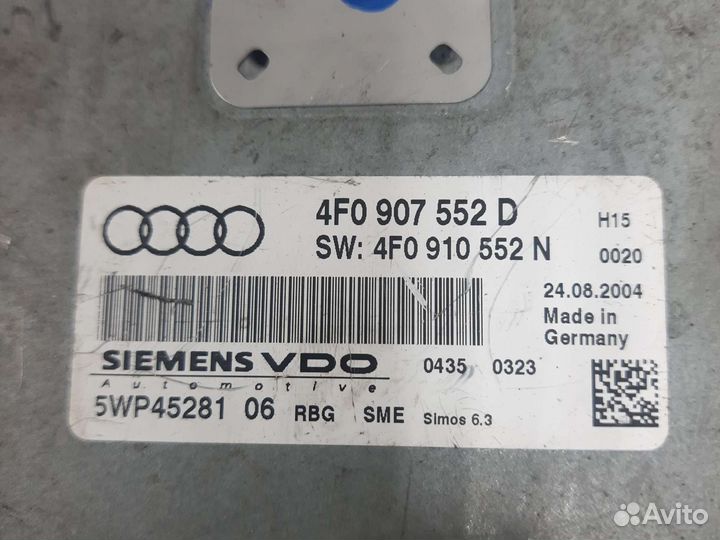 4F0 907 552 D H15
SW: 4F0 910 552 N 0020
24.08.2004
Made in
Germany
SIEMENS VDO 0435 0323
Automotive
5WP45281 06 RBG SME Simos 6.3
Avito